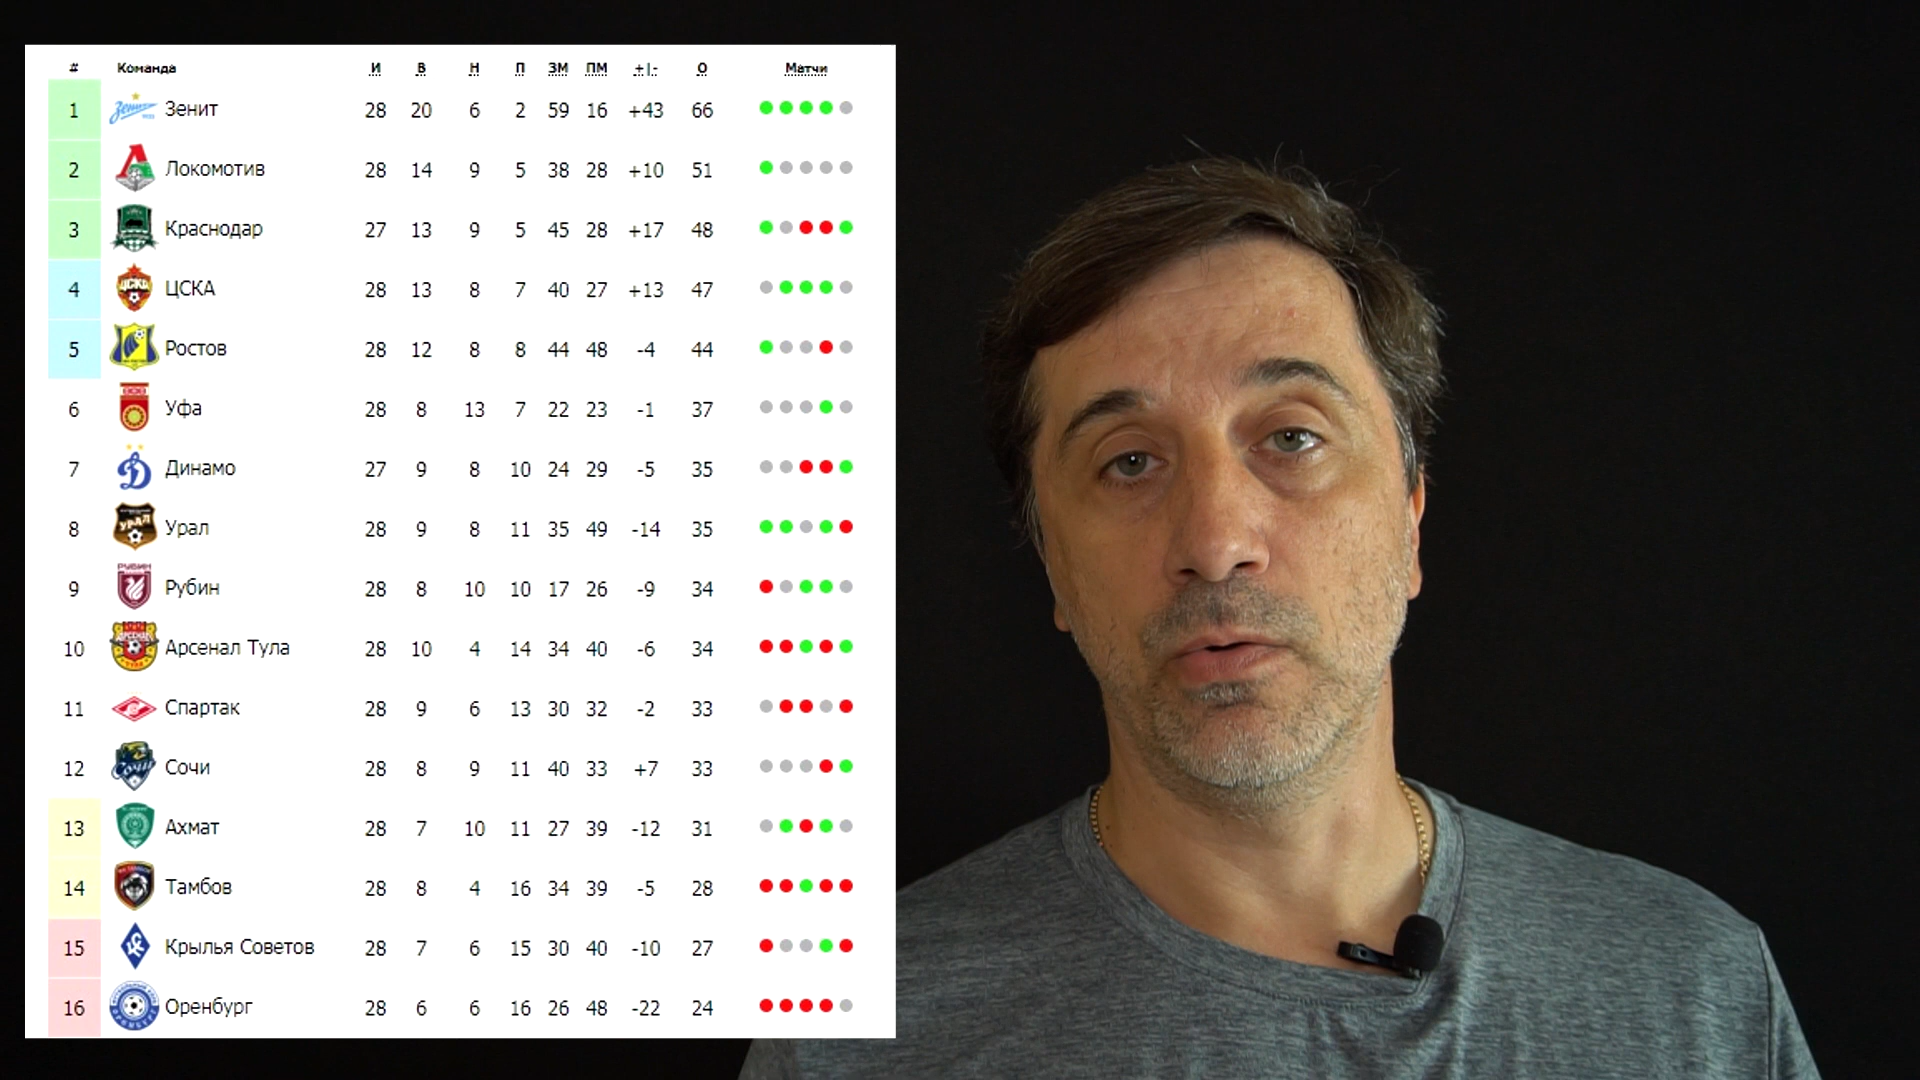 # Команда И В Н П ЗМ ПМ +|- О Матчи
1 Зенит 28 20 6 2 59 16 +43 66
2 Локомотив 28 14 9 5 38 28 +10 51
3 Краснодар 27 13 9 5 45 28 +17 48
4 ЦСКА ЦСКА 28 13 8 7 40 27 +13 47
5 Ростов 28 12 8 8 44 48 -4 44
6 Уфа 28 8 13 7 22 23 -1 37
7 Динамо 27 9 8 10 24 29 -5 35
8 УРАЛ Урал 28 9 8 11 35 49 -14 35
9 РУБИН Рубин 28 8 10 10 17 26 -9 34
10 АРСЕНАЛ ТУЛА Арсенал Тула 28 10 4 14 34 40 -6 34
11 Спартак 28 9 6 13 30 32 -2 33
12 Сочи Сочи 28 8 9 11 40 33 +7 33
13 Ахмат 28 7 10 11 27 39 -12 31
14 Тамбов 28 8 4 16 34 39 -5 28
15 Крылья Советов 28 7 6 15 30 40 -10 27
16 Оренбург 28 6 6 16 26 48 -22 24